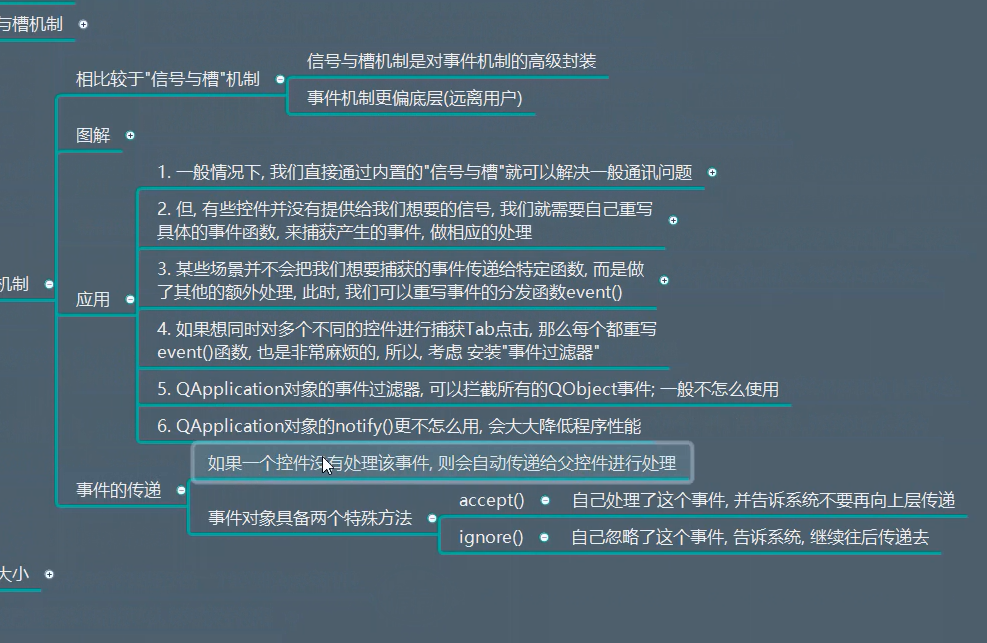 与槽机制
相比较于"信号与槽"机制
信号与槽机制是对事件机制的高级封装
事件机制更偏底层(远离用户)
图解
机制
应用
1. 一般情况下, 我们直接通过内置的"信号与槽"就可以解决一般通讯问题
2. 但, 有些控件并没有提供给我们想要的信号, 我们就需要自己重写
具体的事件函数, 来捕获产生的事件, 做相应的处理
3. 某些场景并不会把我们想要捕获的事件传递给特定函数, 而是做
了其他的额外处理, 此时, 我们可以重写事件的分发函数event()
4. 如果想同时对多个不同的控件进行捕获Tab点击, 那么每个都重写
event()函数, 也是非常麻烦的, 所以, 考虑 安装"事件过滤器"
5. QApplication对象的事件过滤器, 可以拦截所有的QObject事件; 一般不怎么使用
6. QApplication对象的notify()更不怎么用, 会大大降低程序性能
事件的传递
如果一个控件没有处理该事件, 则会自动传递给父控件进行处理
事件对象具备两个特殊方法
accept()
自己处理了这个事件, 并告诉系统不要再向上层传递
ignore()
自己忽略了这个事件, 告诉系统, 继续往后传递去
大小